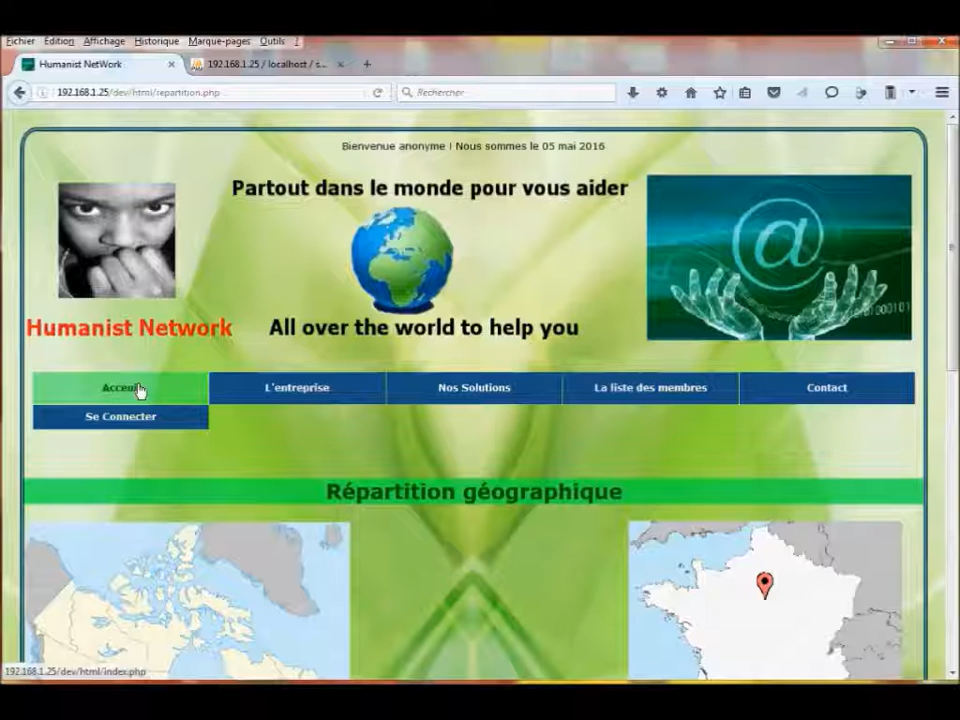 Fichier Edition Affichage Historique Marque-pages Outils ?
Humanist NetWork
192.168.1.25 / localhost / s...
192.168.1.25/dev/html/repartition.php
Rechercher
Bienvenue anonyme ! Nous sommes le 05 mai 2016
Partout dans le monde pour vous aider
@
Humanist Network
All over the world to help you
Acceuil L'entreprise Nos Solutions La liste des membres Contact
Se Connecter
Répartition géographique
192.168.1.25/dev/html/index.php